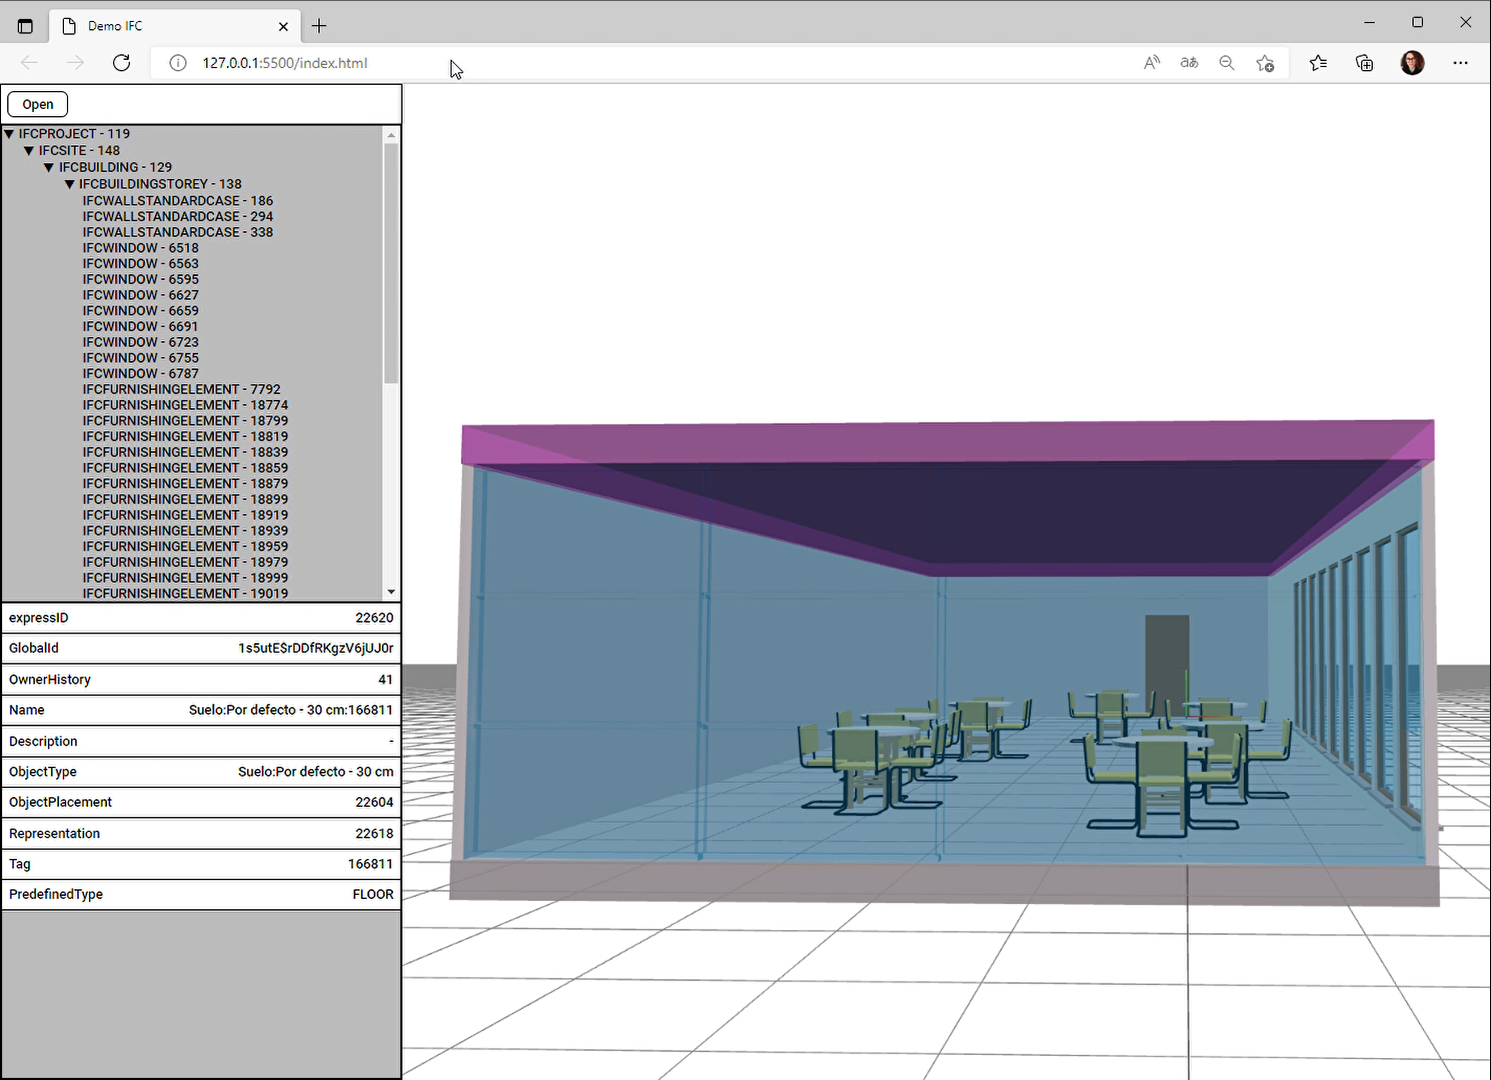 Demo IFC
127.0.0.1:5500/index.html
Open
IFCPROJECT - 119
IFCSITE - 148
IFCBUILDING - 129
IFCBUILDINGSTOREY - 138
IFCWALLSTANDARDCASE - 186
IFCWALLSTANDARDCASE - 294
IFCWALLSTANDARDCASE - 338
IFCWINDOW - 6518
IFCWINDOW - 6563
IFCWINDOW - 6595
IFCWINDOW - 6627
IFCWINDOW - 6659
IFCWINDOW - 6691
IFCWINDOW - 6723
IFCWINDOW - 6755
IFCWINDOW - 6787
IFCFURNISHINGELEMENT - 7792
IFCFURNISHINGELEMENT - 18774
IFCFURNISHINGELEMENT - 18799
IFCFURNISHINGELEMENT - 18819
IFCFURNISHINGELEMENT - 18839
IFCFURNISHINGELEMENT - 18859
IFCFURNISHINGELEMENT - 18879
IFCFURNISHINGELEMENT - 18899
IFCFURNISHINGELEMENT - 18919
IFCFURNISHINGELEMENT - 18939
IFCFURNISHINGELEMENT - 18959
IFCFURNISHINGELEMENT - 18979
IFCFURNISHINGELEMENT - 18999
IFCFURNISHINGELEMENT - 19019
expressID 22620
GlobalId 1s5utE$rDDfRKgzV6jUJ0r
OwnerHistory 41
Name Suelo:Por defecto - 30 cm:166811
Description -
ObjectType Suelo:Por defecto - 30 cm
ObjectPlacement 22604
Representation 22618
Tag 166811
PredefinedType FLOOR